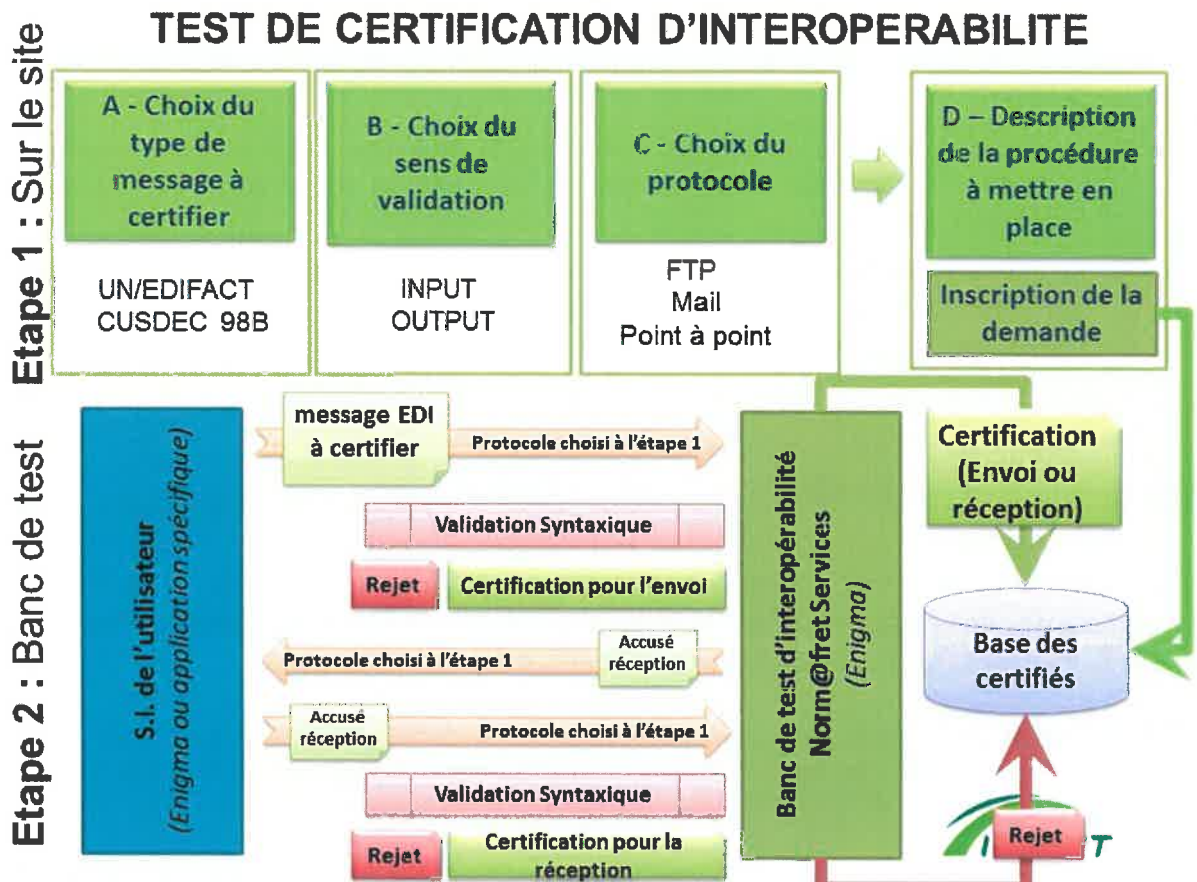 TEST DE CERTIFICATION D'INTEROPERABILITE
Etape 1 : Sur le site
A - Choix du
type de
message à
certifier
UN/EDIFACT
CUSDEC 98B
B - Choix du
sens de
validation
INPUT
OUTPUT
C - Choix du
protocole
FTP
Mail
Point à point
D – Description
de la procédure
à mettre en
place
Inscription de la
demande
Etape 2 : Banc de test
S.I. de l'utilisateur
(Enigma ou application spécifique)
message EDI
à certifier
Protocole choisi à l'étape 1
Validation Syntaxique
Rejet
Certification pour l'envoi
Protocole choisi à l'étape 1
Accusé
réception
Accusé
réception
Protocole choisi à l'étape 1
Validation Syntaxique
Rejet
Certification pour la
réception
Banc de test d'interopérabilité
Norm@fret Services
(Enigma)
Certification
(Envoi ou
réception)
Base des
certifiés
Rejet